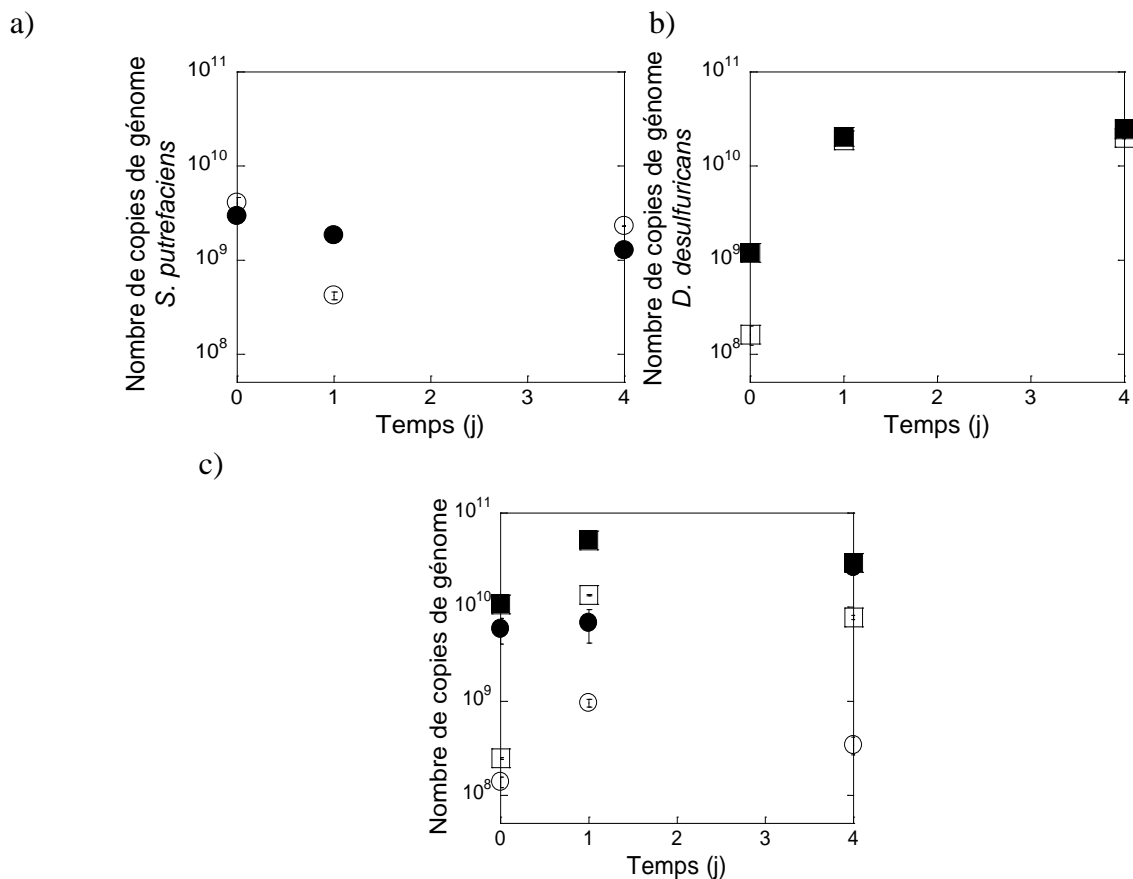 a)
Nombre de copies de génome
S. putrefaciens
10¹¹
10¹⁰
10⁹
10⁸
0 1 2 3 4
Temps (j)
b)
Nombre de copies de génome
D. desulfuricans
10¹¹
10¹⁰
10⁹
10⁸
0 1 2 3 4
Temps (j)
c)
Nombre de copies de génome
10¹¹
10¹⁰
10⁹
10⁸
0 1 2 3 4
Temps (j)